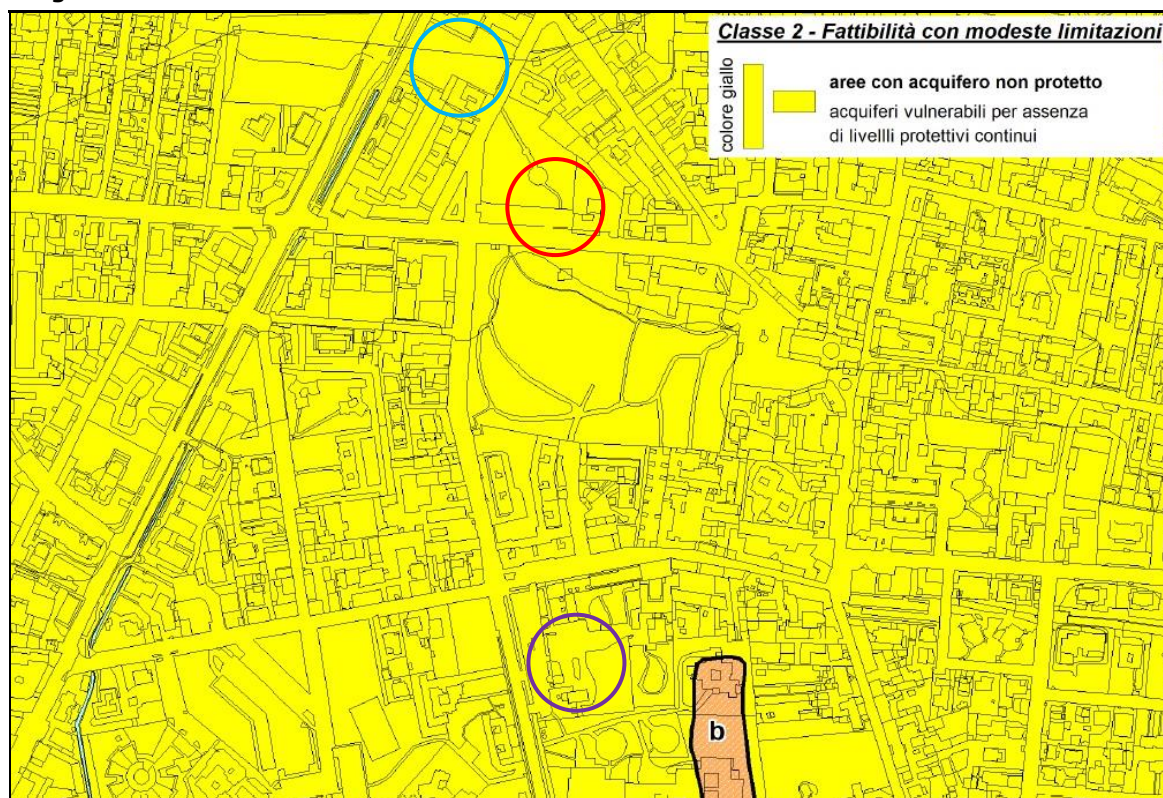 Classe 2 - Fattibilità con modeste limitazioni
colore giallo
aree con acquifero non protetto
acquiferi vulnerabili per assenza
di livellli protettivi continui
b